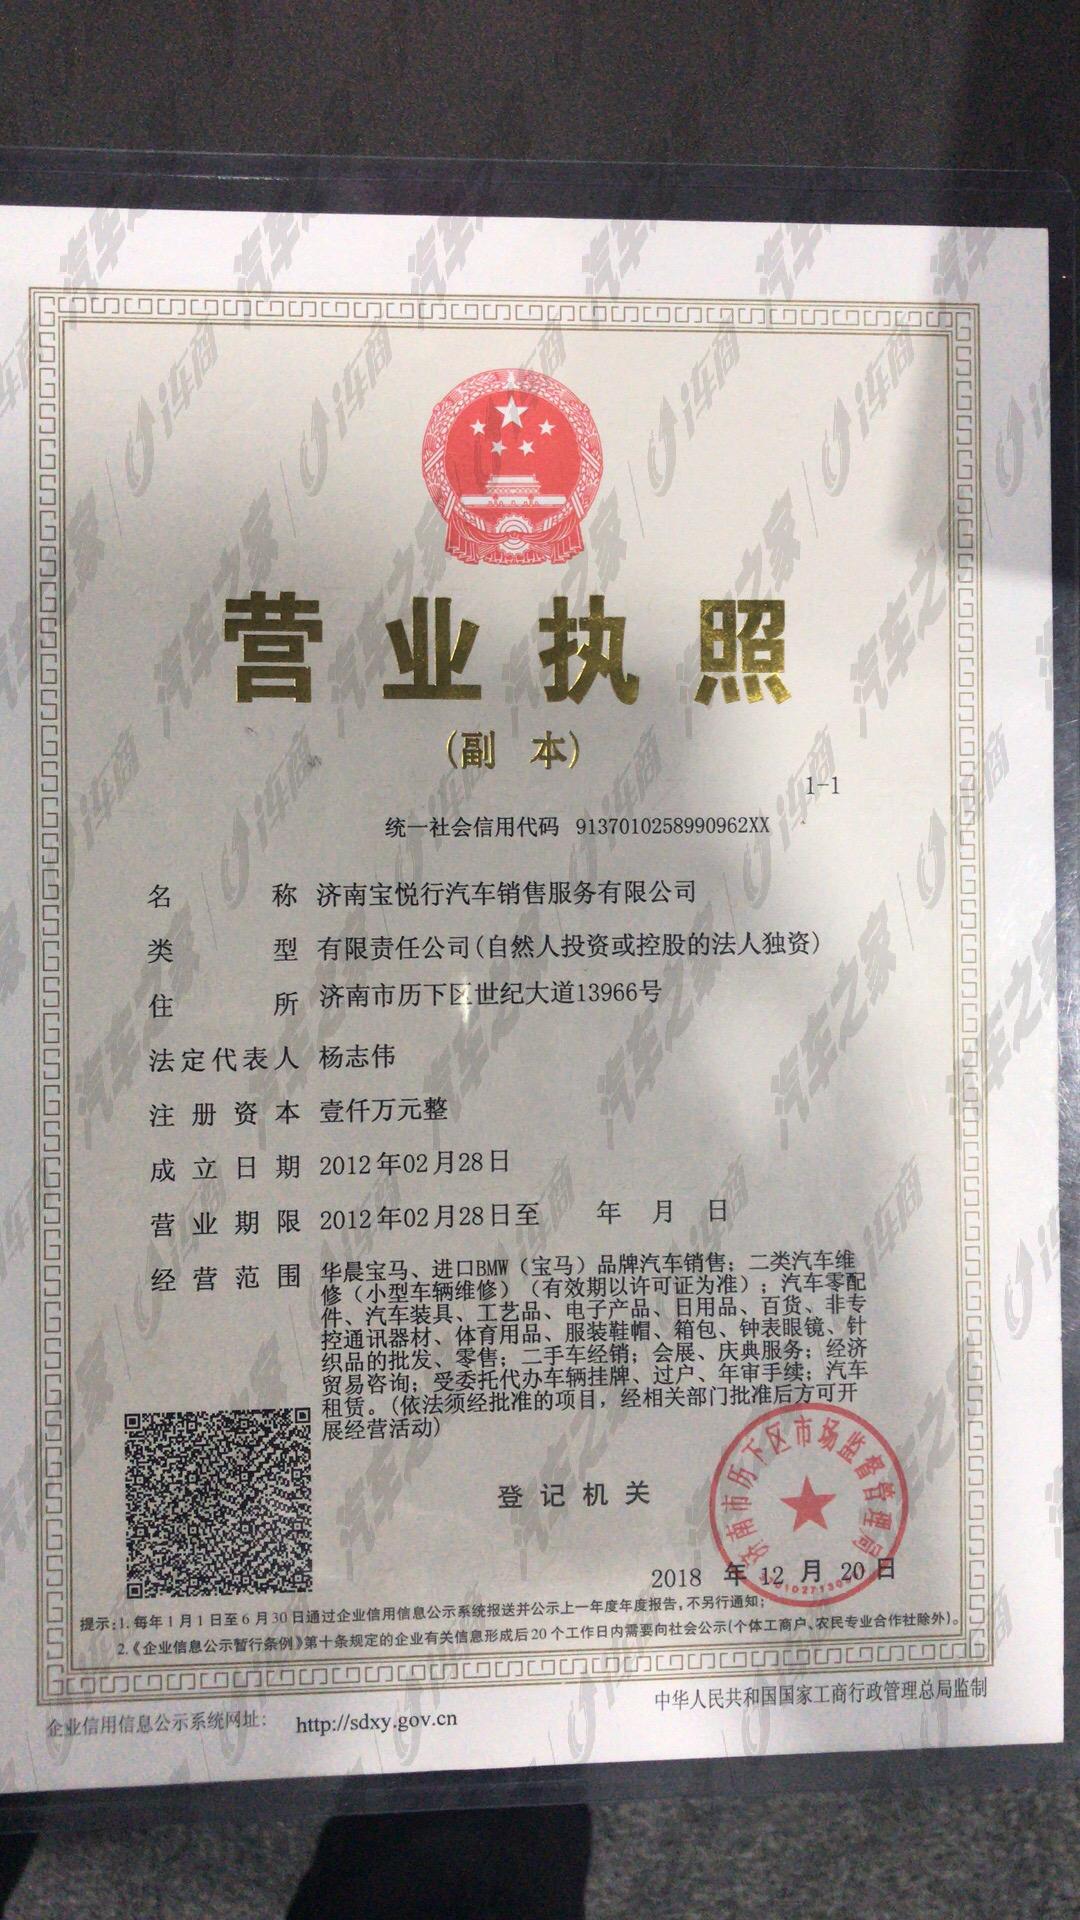 营业执照
(副 本)
1-1
统一社会信用代码 9137010258990962XX
名 称 济南宝悦行汽车销售服务有限公司
类 型 有限责任公司(自然人投资或控股的法人独资)
住 所 济南市历下区世纪大道13966号
法定代表人 杨志伟
注册资本 壹仟万元整
成立日期 2012年02月28日
营业期限 2012年02月28日至 年 月 日
经营范围 华晨宝马、进口BMW（宝马）品牌汽车销售；二类汽车维
修（小型车辆维修）（有效期以许可证为准）；汽车零配
件、汽车装具、工艺品、电子产品、日用品、百货、非专
控通讯器材、体育用品、服装鞋帽、箱包、钟表眼镜、针
织品的批发、零售；二手车经销；会展、庆典服务；经济
贸易咨询；受委托代办车辆挂牌、过户、年审手续；汽车
租赁。(依法须经批准的项目，经相关部门批准后方可开
展经营活动)
登记机关
济南市历下区市场监督管理局
2018 年 12 月 20 日
提示:1.每年1月1日至6月30日通过企业信用信息公示系统报送并公示上一年度年度报告,不另行通知;
2.《企业信息公示暂行条例》第十条规定的企业有关信息形成后20个工作日内需要向社会公示(个体工商户、农民专业合作社除外)。
企业信用信息公示系统网址: http://sdxy.gov.cn
中华人民共和国国家工商行政管理总局监制
汽车之家
i车商